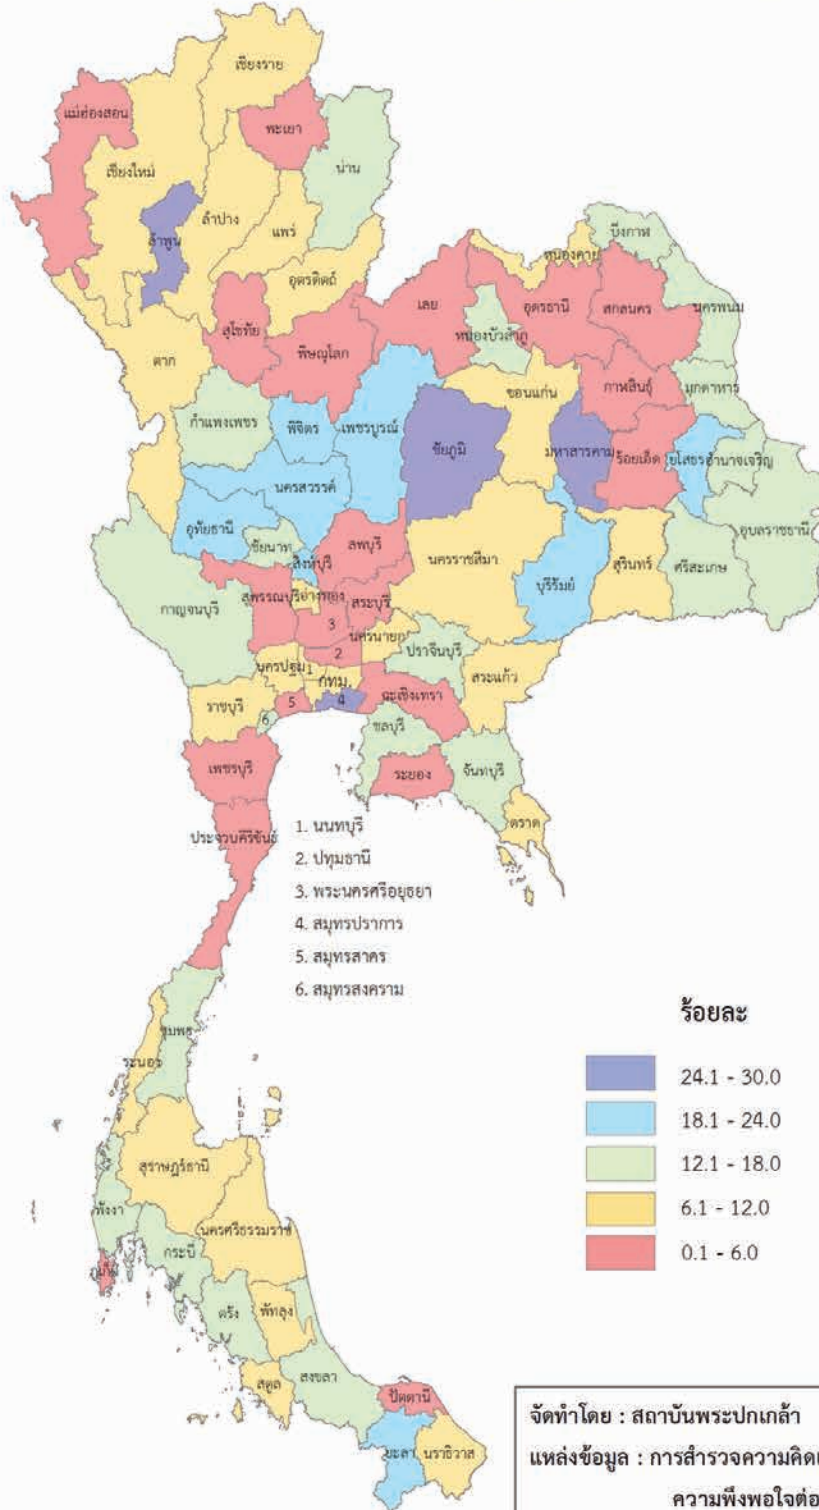 เชียงราย
แม่ฮ่องสอน
พะเยา
เชียงใหม่
น่าน
ลำปาง
แพร่
ลำพูน
อุตรดิตถ์
บึงกาฬ
หนองคาย
เลย
อุดรธานี
สกลนคร
นครพนม
สุโขทัย
หนองบัวลำภู
พิษณุโลก
ตาก
ขอนแก่น
กาฬสินธุ์
มุกดาหาร
กำแพงเพชร
พิจิตร
เพชรบูรณ์
ชัยภูมิ
มหาสารคาม
ร้อยเอ็ด
ยโสธร
อำนาจเจริญ
นครสวรรค์
อุทัยธานี
ชัยนาท
ลพบุรี
อุบลราชธานี
สิงห์บุรี
นครราชสีมา
สุรินทร์
ศรีสะเกษ
บุรีรัมย์
กาญจนบุรี
สุพรรณบุรี
อ่างทอง
สระบุรี
3
นครนายก
2
ปราจีนบุรี
นครปฐม
1
กทม.
สระแก้ว
ราชบุรี
5
4
ฉะเชิงเทรา
6
ชลบุรี
เพชรบุรี
ระยอง
จันทบุรี
ตราด
ประจวบคีรีขันธ์
1. นนทบุรี
2. ปทุมธานี
3. พระนครศรีอยุธยา
4. สมุทรปราการ
5. สมุทรสาคร
6. สมุทรสงคราม
ชุมพร
ระนอง
สุราษฎร์ธานี
พังงา
นครศรีธรรมราช
กระบี่
ภูเก็ต
ตรัง
พัทลุง
สตูล
สงขลา
ปัตตานี
ยะลา
นราธิวาส
ร้อยละ
24.1 - 30.0
18.1 - 24.0
12.1 - 18.0
6.1 - 12.0
0.1 - 6.0
จัดทำโดย : สถาบันพระปกเกล้า
แหล่งข้อมูล : การสำรวจความคิดเ
ความพึงพอใจต่อ